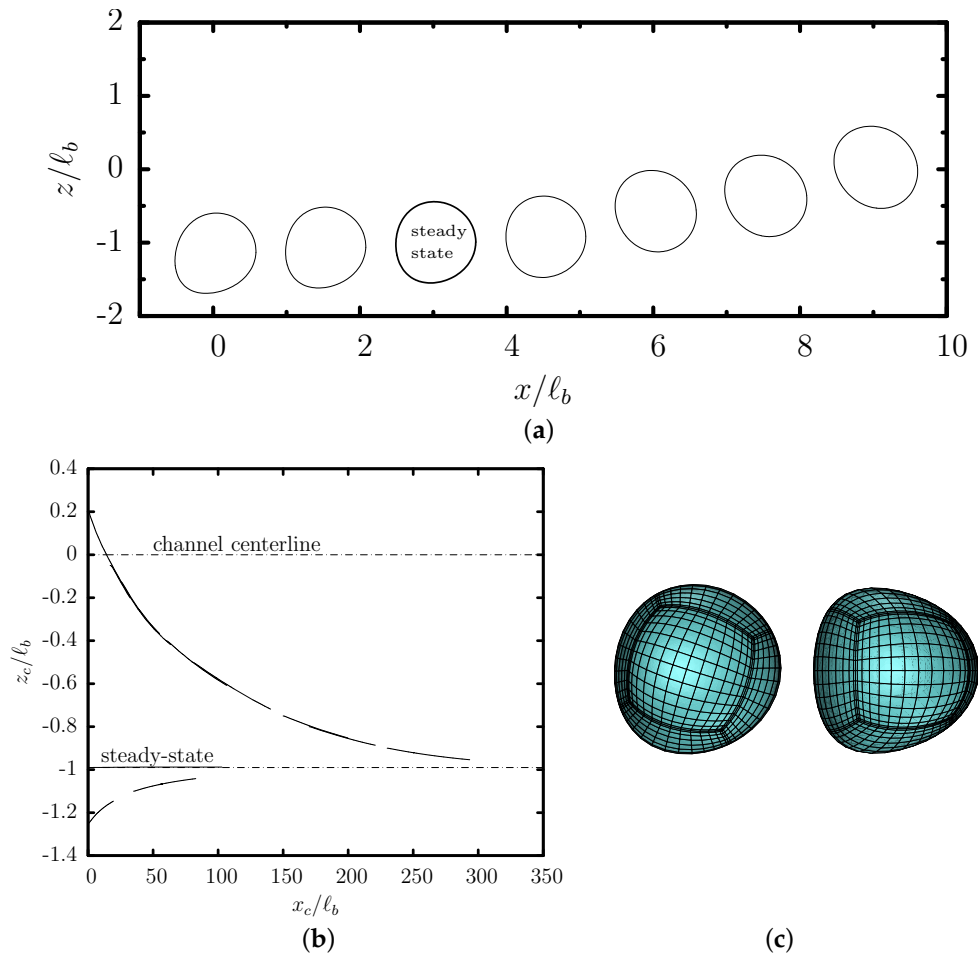 2
1
0
-1
-2
z/ℓ_b
steady
state
0 2 4 6 8 10
x/ℓ_b
(a)
0.4
0.2
0
-0.2
-0.4
-0.6
-0.8
-1
-1.2
-1.4
z_c/ℓ_b
channel centerline
steady-state
0 50 100 150 200 250 300 350
x_c/ℓ_b
(b)
(c)